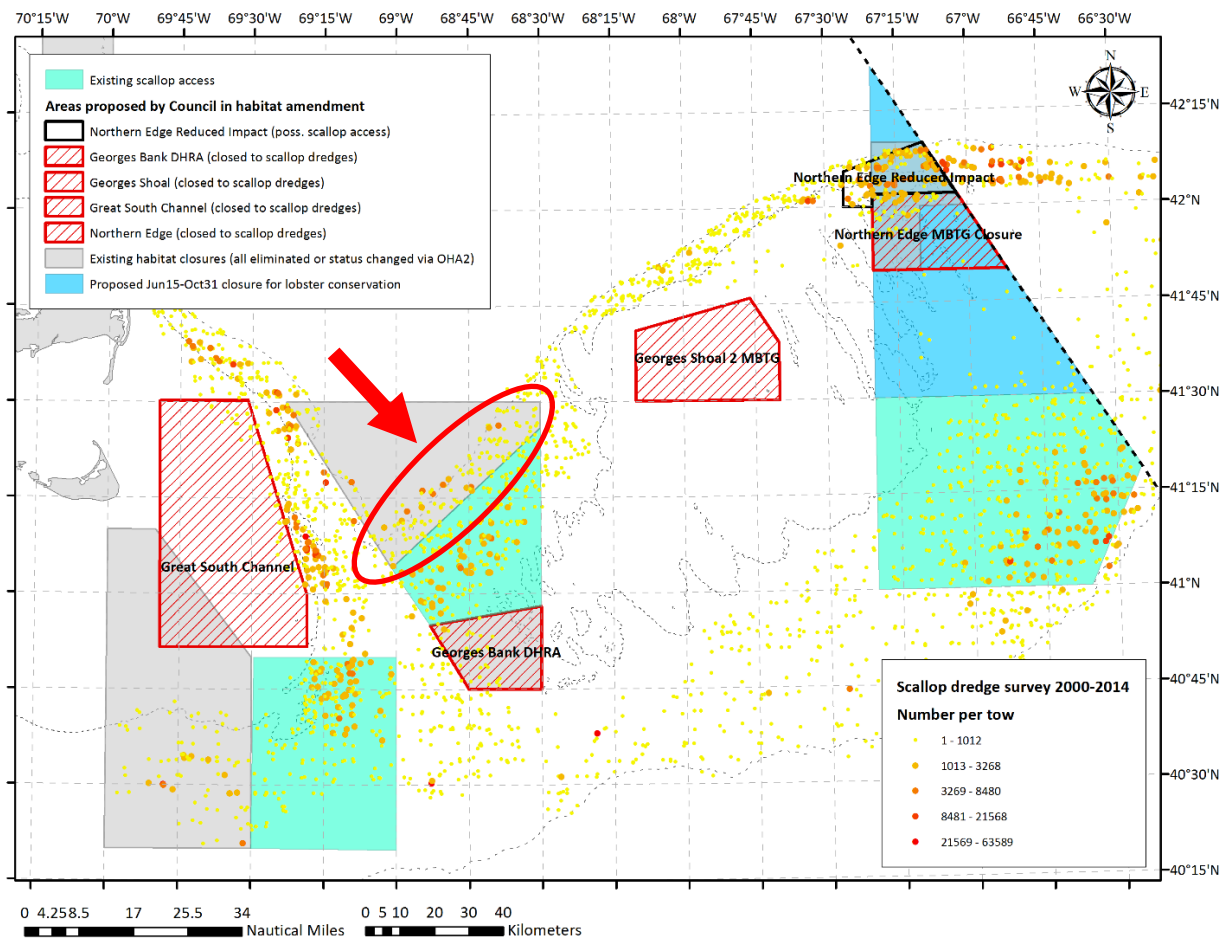 70°15'W 70°W 69°45'W 69°30'W 69°15'W 69°W 68°45'W 68°30'W 68°15'W 68°W 67°45'W 67°30'W 67°15'W 67°W 66°45'W 66°30'W
Existing scallop access
Areas proposed by Council in habitat amendment
Northern Edge Reduced Impact (poss. scallop access)
Georges Bank DHRA (closed to scallop dredges)
Georges Shoal (closed to scallop dredges)
Great South Channel (closed to scallop dredges)
Northern Edge (closed to scallop dredges)
Existing habitat closures (all eliminated or status changed via OHA2)
Proposed Jun15-Oct31 closure for lobster conservation
N
W E
S
42°15'N
Northern Edge Reduced Impact
42°N
Northern Edge MBTG Closure
41°45'N
Georges Shoal 2 MBTG
41°30'N
41°15'N
Great South Channel
41°N
Georges Bank DHRA
40°45'N
Scallop dredge survey 2000-2014
Number per tow
1 - 1012
1013 - 3268
3269 - 8480
8481 - 21568
21569 - 63589
40°30'N
40°15'N
0 4.25 8.5 17 25.5 34
Nautical Miles
0 5 10 20 30 40
Kilometers